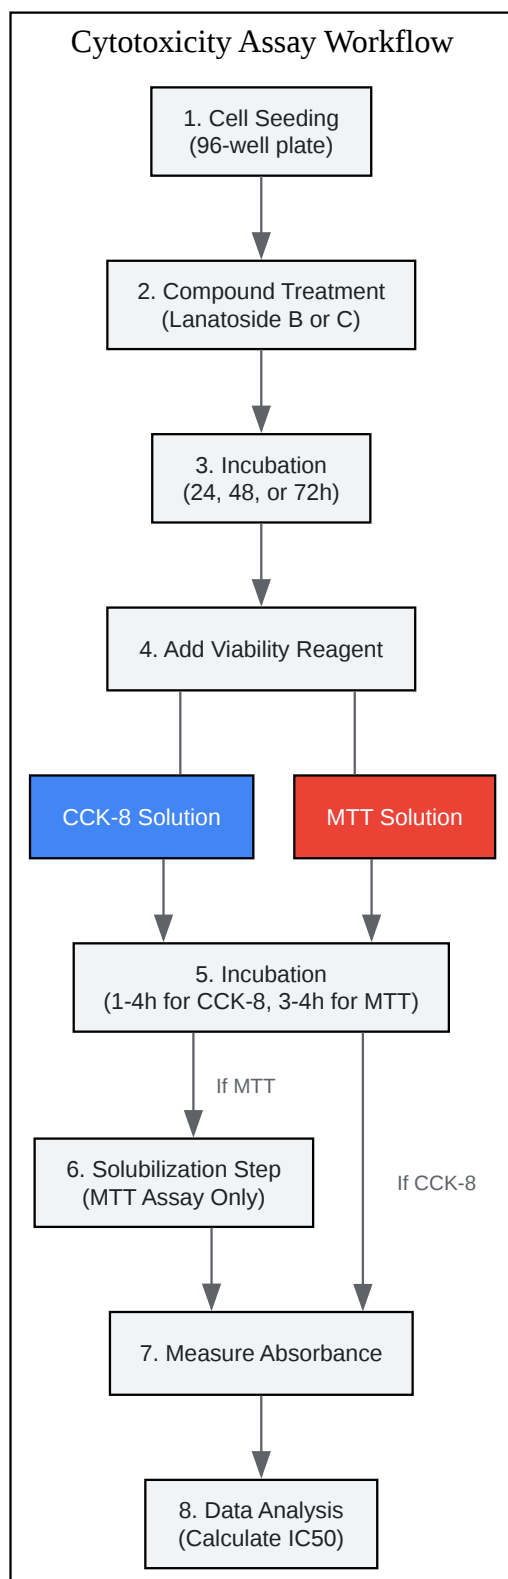 Cytotoxicity Assay Workflow
1. Cell Seeding
(96-well plate)
2. Compound Treatment
(Lanatoside B or C)
3. Incubation
(24, 48, or 72h)
4. Add Viability Reagent
CCK-8 Solution
MTT Solution
5. Incubation
(1-4h for CCK-8, 3-4h for MTT)
If MTT
6. Solubilization Step
(MTT Assay Only)
If CCK-8
7. Measure Absorbance
8. Data Analysis
(Calculate IC50)